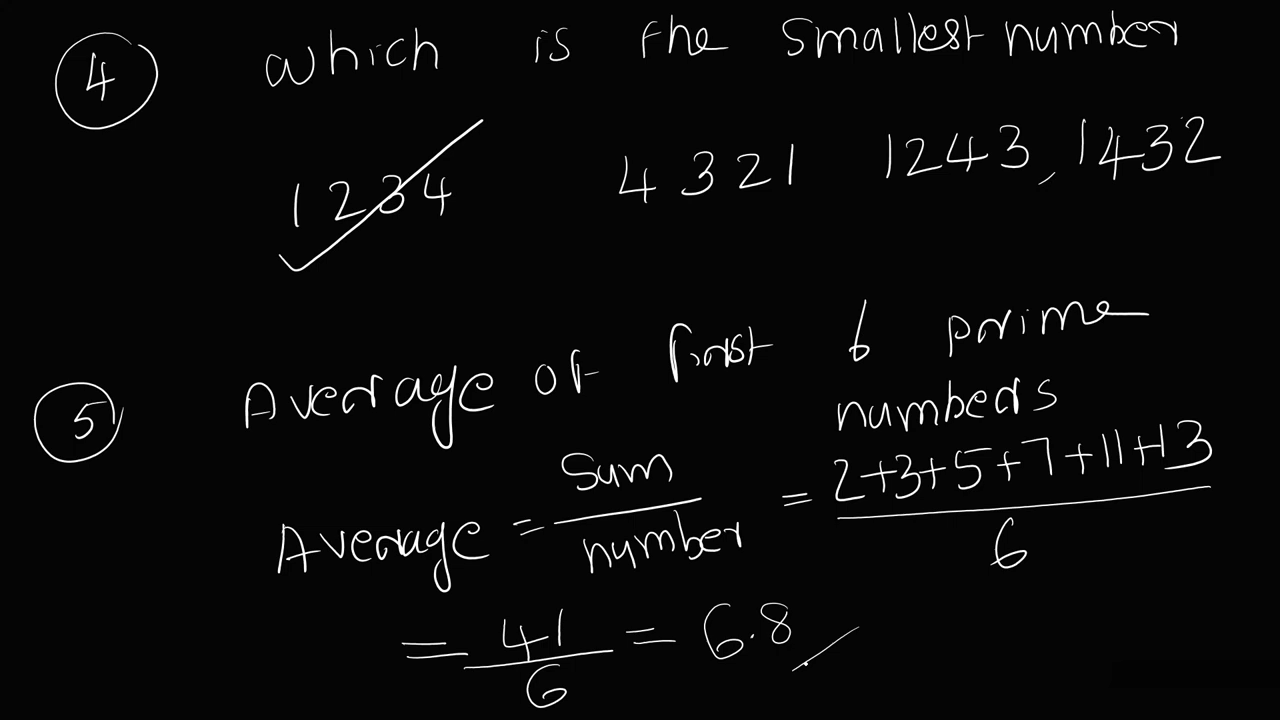 4 which is the smallest number
1234 4321 1243, 1432
5 Average of first 6 prime
numbers
Average = sum/number = 2+3+5+7+11+13/6
= 41/6 = 6.8